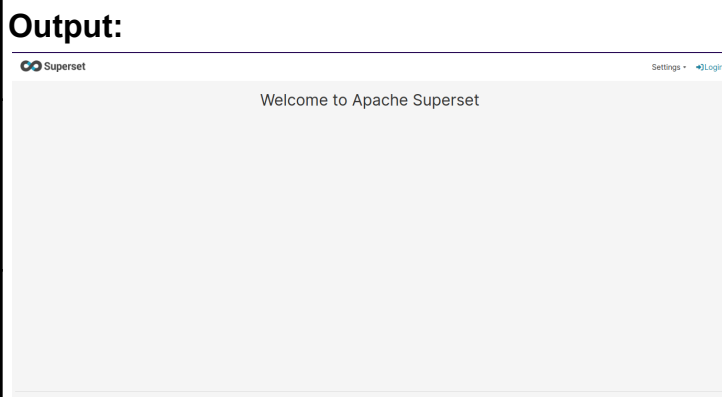 Output:
Superset
Settings
Login
Welcome to Apache Superset